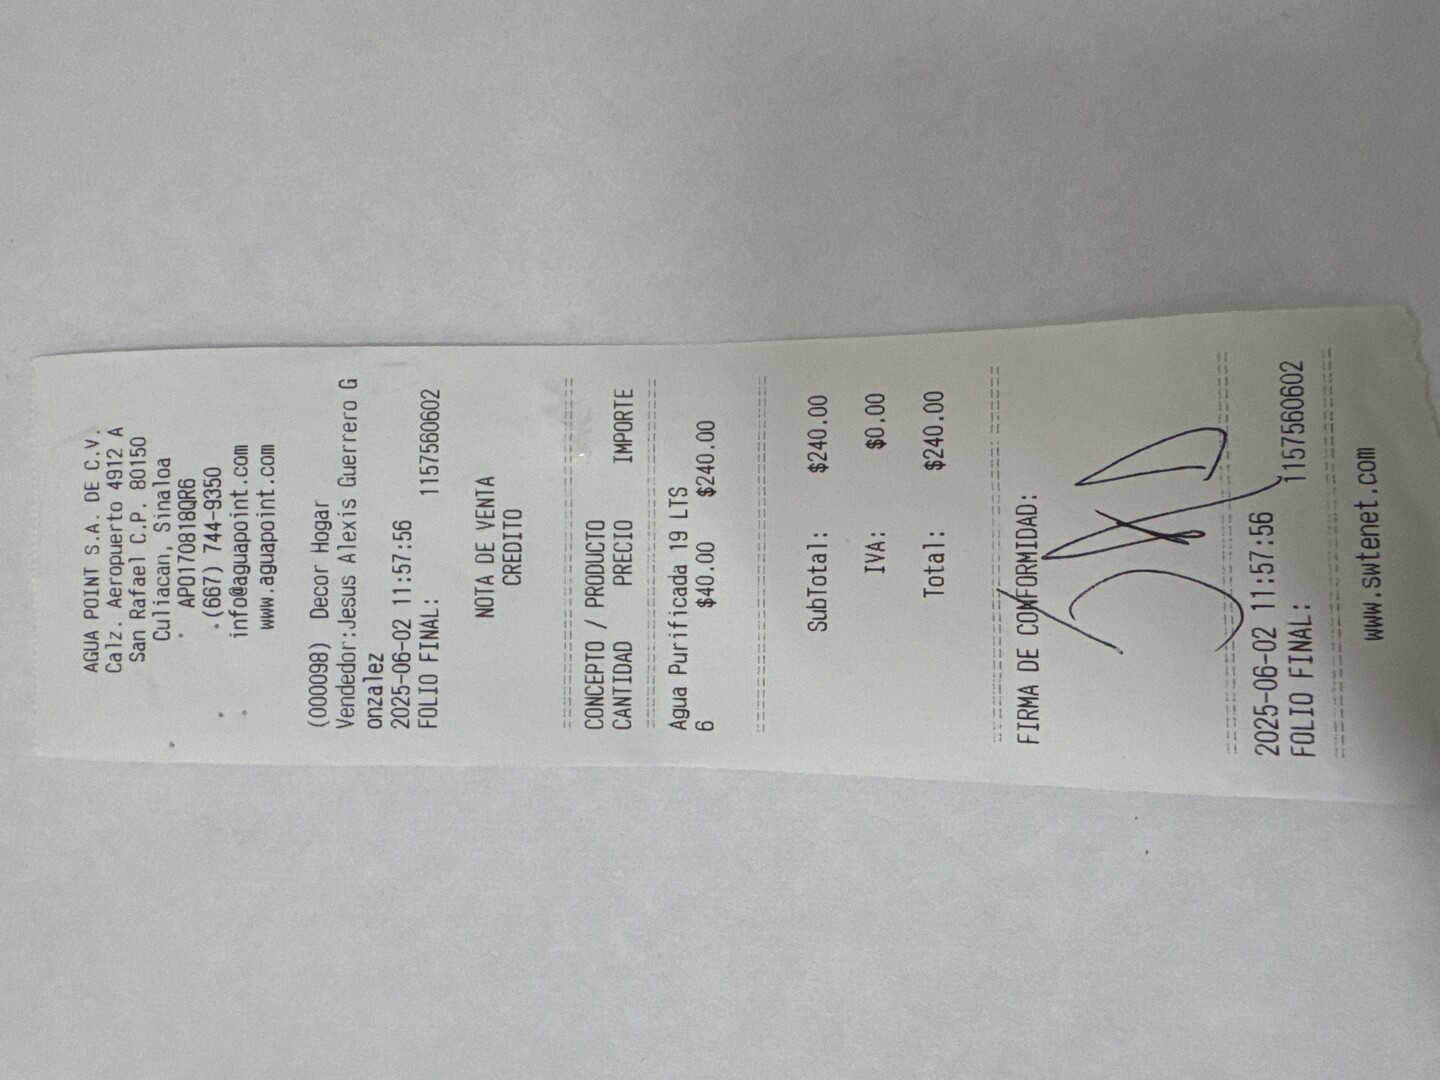 AGUA POINT S.A. DE C.V.
Calz. Aeropuerto 4912 A
San Rafael C.P. 80150
Culiacan, Sinaloa
APO170818QR6
(667) 744-9350
info@aguapoint.com
www.aguapoint.com
(000098) Decor Hogar
Vendedor:Jesus Alexis Guerrero G
onzalez
2025-06-02 11:57:56
FOLIO FINAL: 1157560602
NOTA DE VENTA
CREDITO
CONCEPTO / PRODUCTO
CANTIDAD PRECIO IMPORTE
Agua Purificada 19 LTS
6 $40.00 $240.00
SubTotal: $240.00
IVA: $0.00
Total: $240.00
FIRMA DE CONFORMIDAD:
2025-06-02 11:57:56
FOLIO FINAL: 1157560602
www.swtenet.com